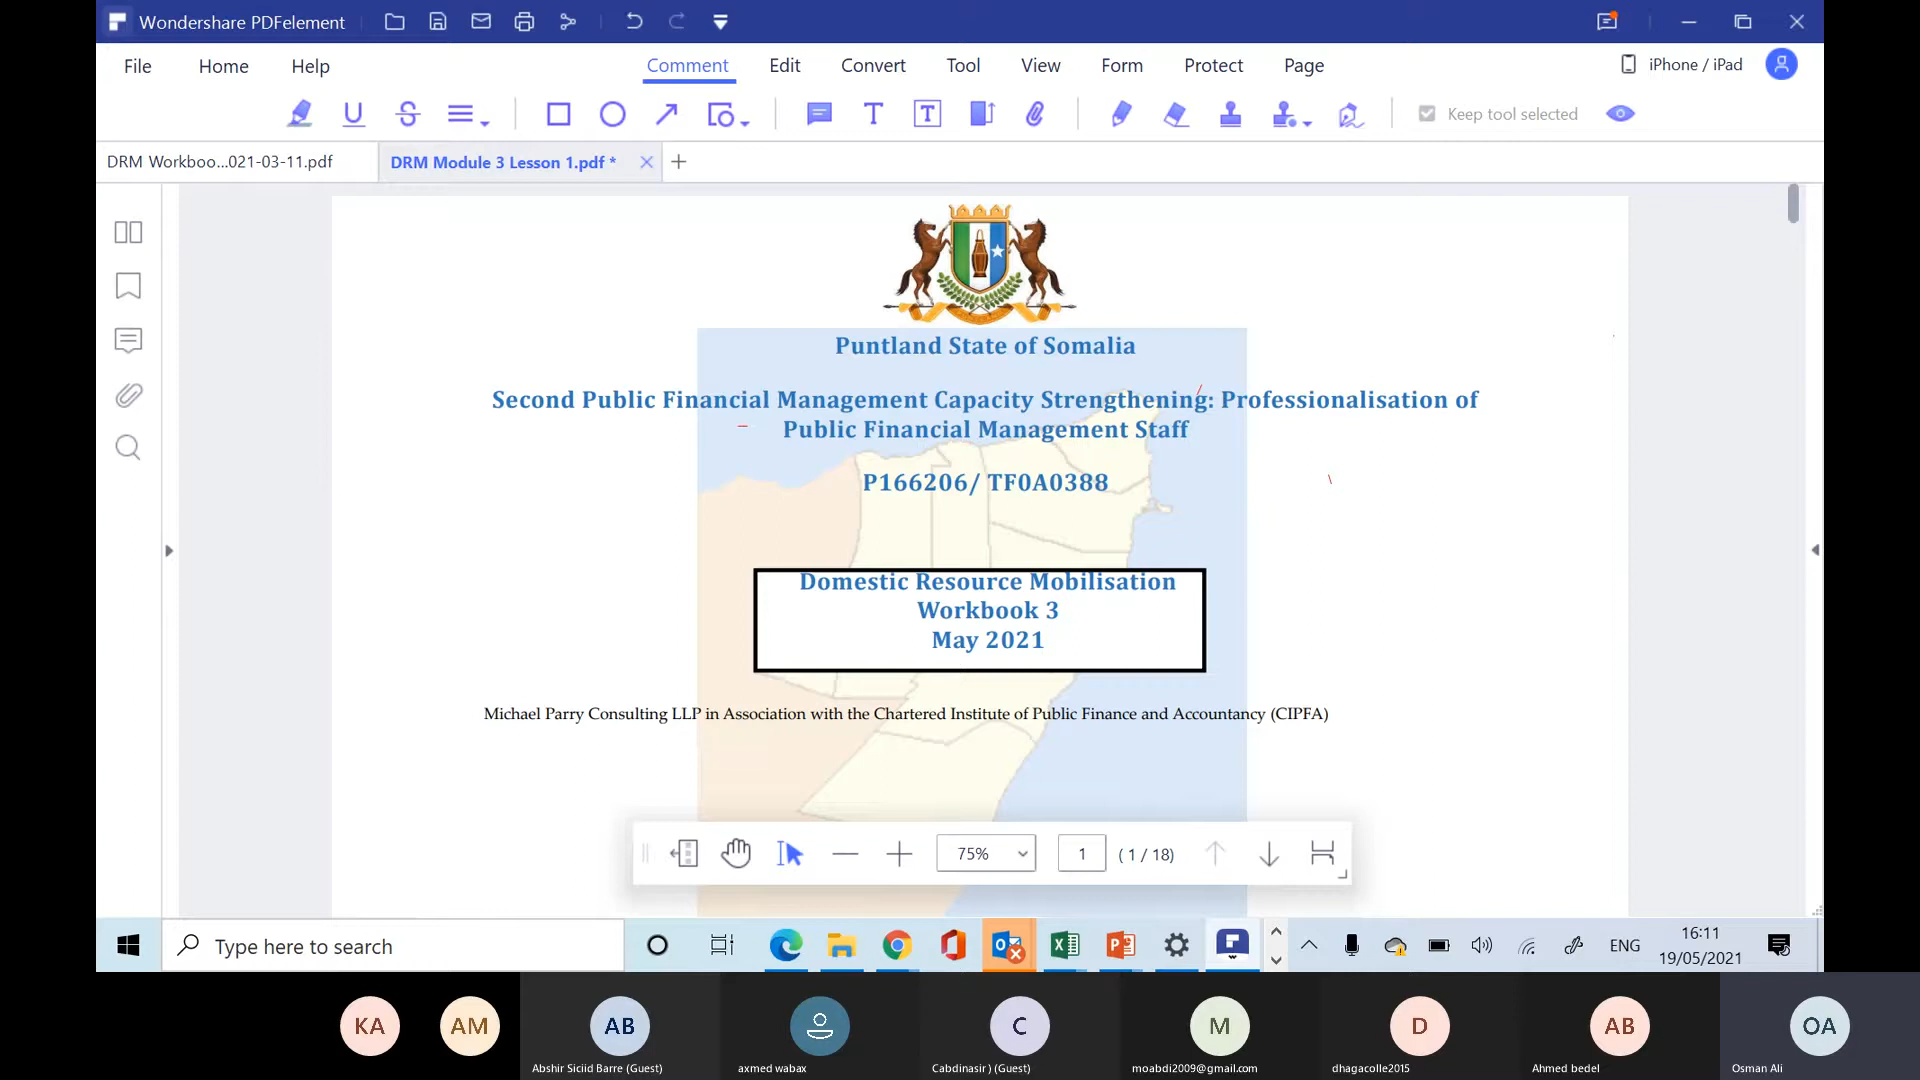 Wondershare PDFelement
File Home Help Comment Edit Convert Tool View Form Protect Page iPhone / iPad
Keep tool selected
DRM Workboo...021-03-11.pdf DRM Module 3 Lesson 1.pdf *
Puntland State of Somalia
Second Public Financial Management Capacity Strengthening: Professionalisation of
Public Financial Management Staff
P166206/ TF0A0388
Domestic Resource Mobilisation
Workbook 3
May 2021
Michael Parry Consulting LLP in Association with the Chartered Institute of Public Finance and Accountancy (CIPFA)
75% 1 ( 1 / 18)
Type here to search
ENG
16:11
19/05/2021
KA AM AB C M D AB OA
Abshir Siciid Barre (Guest) axmed wabax Cabdinasir ) (Guest) moabdi2009@gmail.com dhagacolle2015 Ahmed bedel Osman Ali